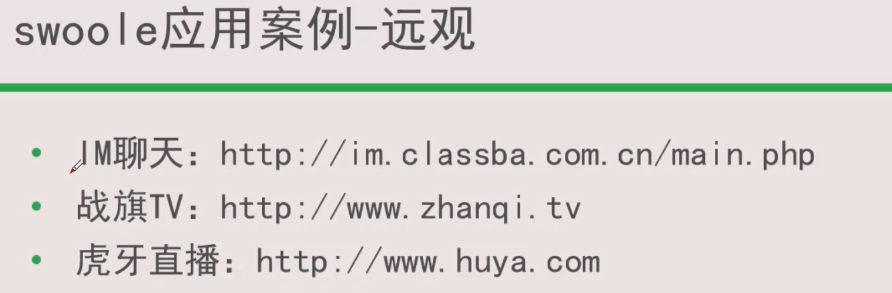 swoole应用案例-远观
• IM聊天：http://im.classba.com.cn/main.php
• 战旗TV：http://www.zhanqi.tv
• 虎牙直播：http://www.huya.com